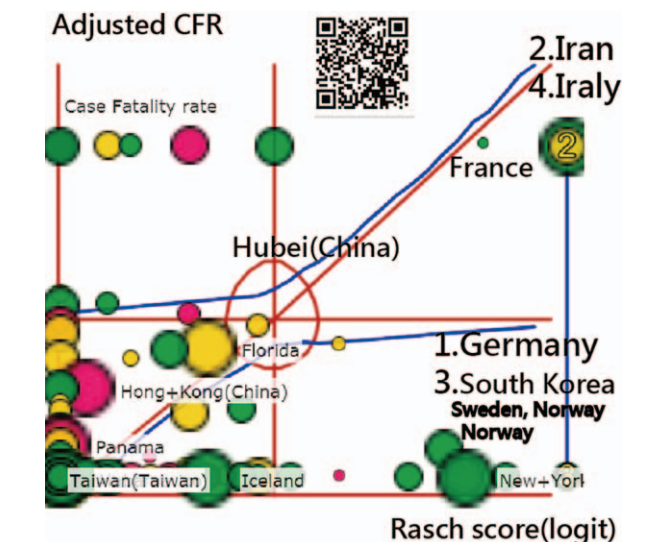 Adjusted CFR
2.Iran
4.Iraly
Case Fatality rate
2
France
Hubei(China)
Florida
1.Germany
3.South Korea
Hong+Kong(China)
Sweden, Norway
Norway
Panama
Taiwan(Taiwan)
Iceland
New+York
Rasch score(logit)